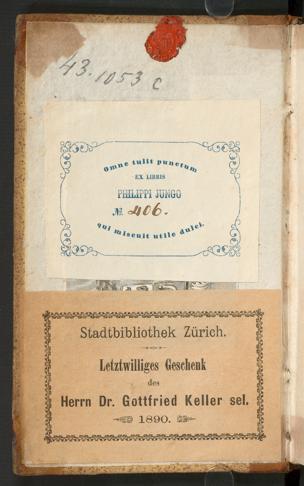 43.1053 c
Omne tulit punctum
EX LIBRIS
PHILIPPI JUNGO
№ 406.
qui miscuit utile dulci.
Stadtbibliothek Zürich.
Letztwilliges Geschenk
des
Herrn Dr. Gottfried Keller sel.
1890.